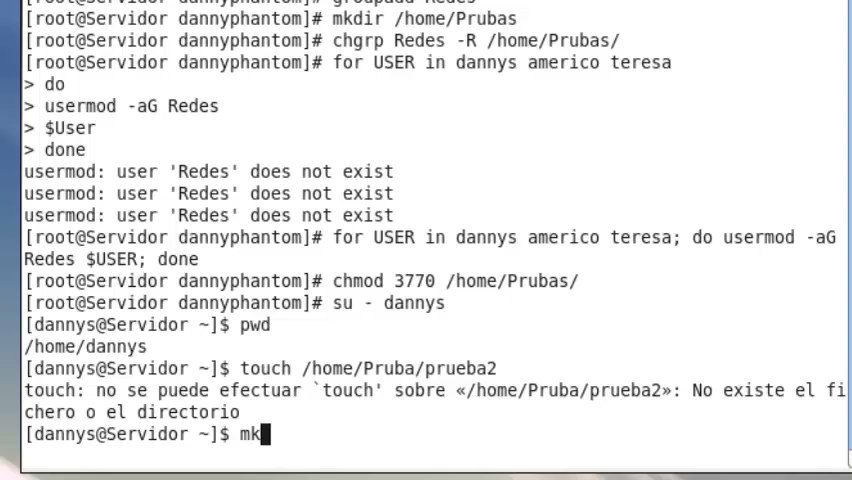 [root@Servidor dannyphantom]# groupadd Redes
[root@Servidor dannyphantom]# mkdir /home/Prubas
[root@Servidor dannyphantom]# chgrp Redes -R /home/Prubas/
[root@Servidor dannyphantom]# for USER in dannys americo teresa
> do
> usermod -aG Redes
> $User
> done
usermod: user 'Redes' does not exist
usermod: user 'Redes' does not exist
usermod: user 'Redes' does not exist
[root@Servidor dannyphantom]# for USER in dannys americo teresa; do usermod -aG
Redes $USER; done
[root@Servidor dannyphantom]# chmod 3770 /home/Prubas/
[root@Servidor dannyphantom]# su - dannys
[dannys@Servidor ~]$ pwd
/home/dannys
[dannys@Servidor ~]$ touch /home/Pruba/prueba2
touch: no se puede efectuar `touch' sobre «/home/Pruba/prueba2»: No existe el fi
chero o el directorio
[dannys@Servidor ~]$ mk